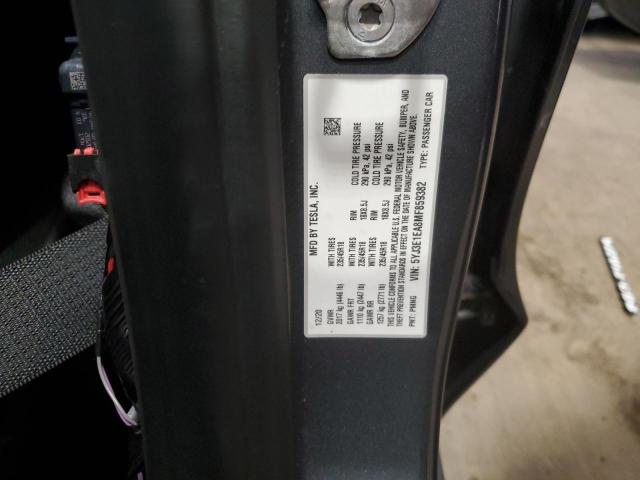 MFD BY TESLA, INC.
12/20
GVWR
2017 kg (4446 lb)
GAWR FRT WITH TIRES RIM COLD TIRE PRESSURE
1110 kg (2447 lb) 235/45R18 18X8.5J 290 kPa, 42 psi
GAWR RR WITH TIRES RIM COLD TIRE PRESSURE
1257 kg (2771 lb) 235/45R18 18X8.5J 290 kPa, 42 psi
THIS VEHICLE CONFORMS TO ALL APPLICABLE U.S. FEDERAL MOTOR VEHICLE SAFETY, BUMPER, AND
THEFT PREVENTION STANDARDS IN EFFECT ON THE DATE OF MANUFACTURE SHOWN ABOVE.
VIN: 5YJ3E1EA8MF859382 TYPE: PASSENGER CAR
PNT: PMNG